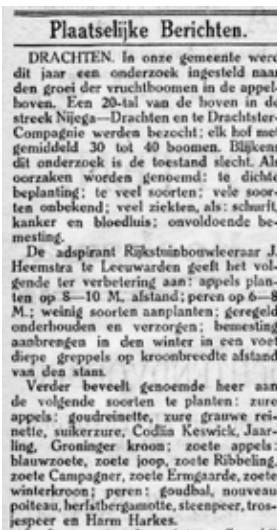 Plaatselijke Berichten.
DRACHTEN. In onze gemeente werd
dit jaar een onderzoek ingesteld naar
den groei der vruchtboomen in de appel-
hoven. Een 20-tal van de hoven in de
streek Nijega—Drachten en te Drachtster-
Compagnie werden bezocht; elk hof met
gemiddeld 30 tot 40 boomen. Blijkens
dit onderzoek is de toestand slecht. Als
oorzaken worden genoemd: te dichte
beplanting; te veel soorten; vele soor-
ten onbekend; veel ziekten, als: schurft,
kanker en bloedluis; onvoldoende be-
mesting.
De adspirant Rijkstuinbouwleeraar J.
Heemstra te Leeuwarden geeft het vol-
gende ter verbetering aan: appels plan-
ten op 8—10 M. afstand; peren op 6—8
M.; weinig soorten aanplanten; geregeld
onderhouden en verzorgen; bemesting
aanbrengen in den winter in een voet
diepe greppels op kroonbreedte afstand
van den stam.
Verder beveelt genoemde heer aan
de volgende soorten te planten: zure
appels: goudreinette, zure grauwe rei-
nette, suikerzure, Codlin Keswick, Jaar-
ling, Groninger kroon; zoete appels:
blauwzoete, zoete joop, zoete Ribbeling,
zoete Campagner, zoete Ermgaarde, zoete
winterkroon; peren: goudbal, nouveau
poiteau, herfstbergamotte, steenpeer, troe-
jespeer en Harm Harkes.